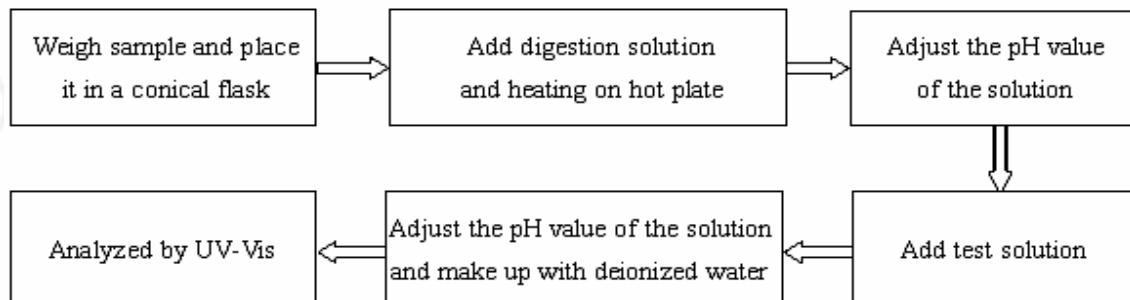 Weigh sample and place
it in a conical flask
Add digestion solution
and heating on hot plate
Adjust the pH value
of the solution
Add test solution
Adjust the pH value of the solution
and make up with deionized water
Analyzed by UV-Vis